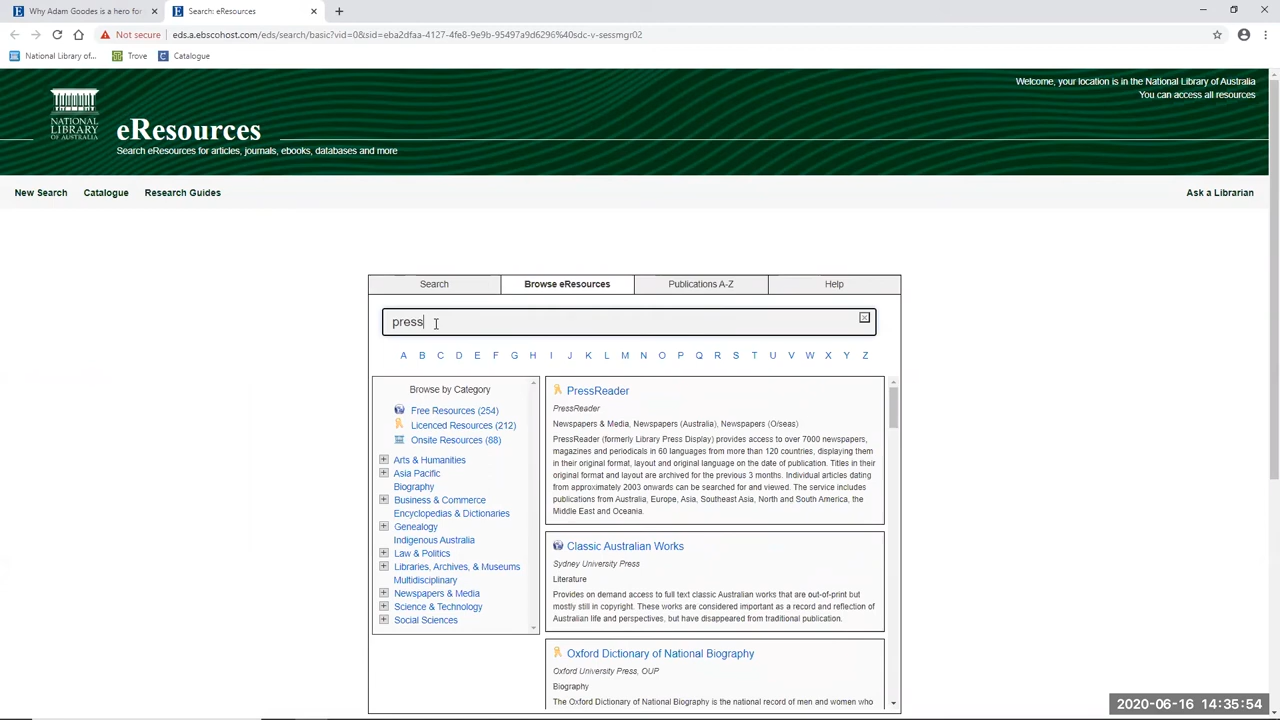 Why Adam Goodes is a hero for
Search: eResources
Not secure
eds.a.ebscohost.com/eds/search/basic?vid=0&sid=eba2dfaa-4127-4fe8-9e9b-95497a9d6296%40sdc-v-sessmgr02
National Library of...
Trove
Catalogue
Welcome, your location is in the National Library of Australia
You can access all resources
NATIONAL
LIBRARY
OF AUSTRALIA
eResources
Search eResources for articles, journals, ebooks, databases and more
New Search Catalogue Research Guides
Ask a Librarian
Search Browse eResources Publications A-Z Help
press
A B C D E F G H I J K L M N O P Q R S T U V W X Y Z
Browse by Category
Free Resources (254)
Licenced Resources (212)
Onsite Resources (88)
Arts & Humanities
Asia Pacific
Biography
Business & Commerce
Encyclopedias & Dictionaries
Genealogy
Indigenous Australia
Law & Politics
Libraries, Archives, & Museums
Multidisciplinary
Newspapers & Media
Science & Technology
Social Sciences
PressReader
PressReader
Newspapers & Media, Newspapers (Australia), Newspapers (O/seas)
PressReader (formerly Library Press Display) provides access to over 7000 newspapers,
magazines and periodicals in 60 languages from more than 120 countries, displaying them
in their original format, layout and original language on the date of publication. Titles in their
original format and layout are archived for the previous 3 months. Individual articles dating
from approximately 2003 onwards can be searched for and viewed. The service includes
publications from Australia, Europe, Asia, Southeast Asia, North and South America, the
Middle East and Oceania.
Classic Australian Works
Sydney University Press
Literature
Provides on demand access to full text classic Australian works that are out-of-print but
mostly still in copyright. These works are considered important as a record and reflection of
Australian life and perspectives, but have disappeared from traditional publication.
Oxford Dictionary of National Biography
Oxford University Press, OUP
Biography
The Oxford Dictionary of National Biography is the national record of men and women who
2020-06-16 14:35:54